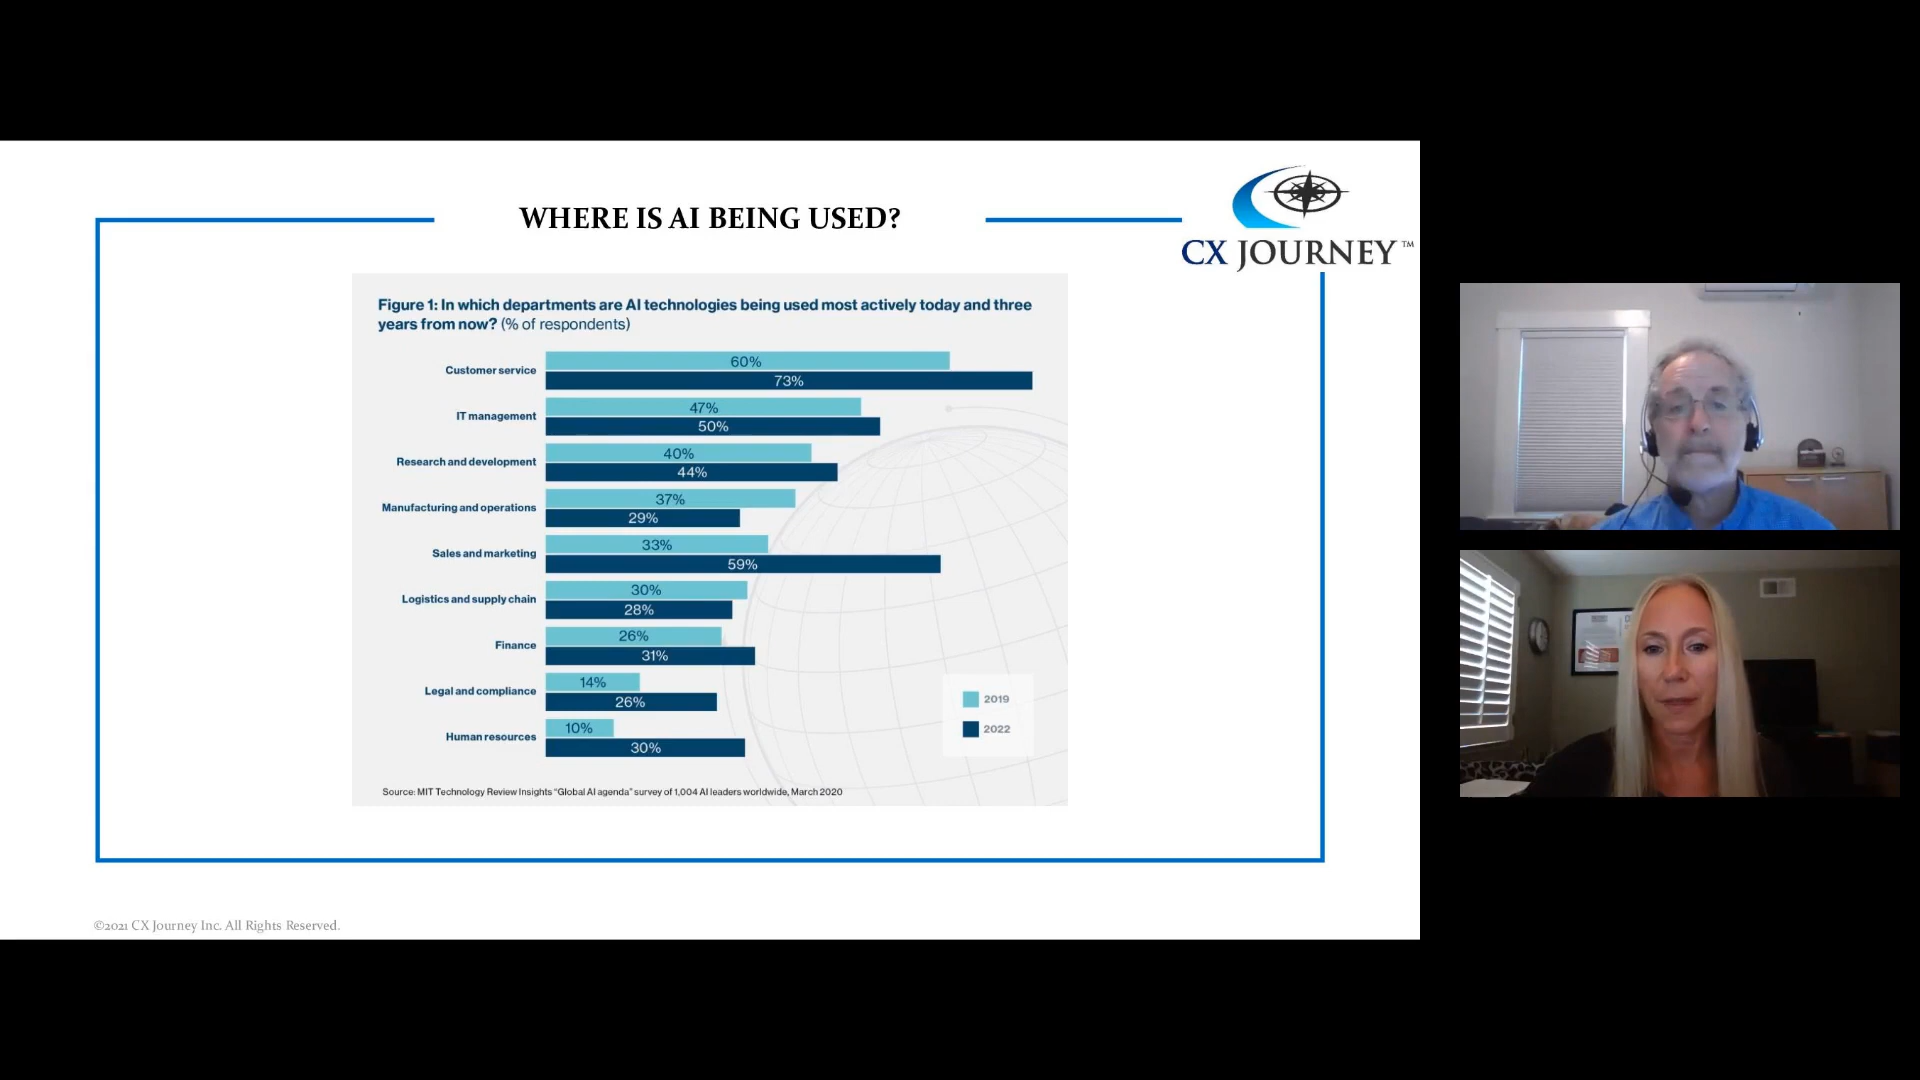 WHERE IS AI BEING USED?
CX JOURNEY™
Figure 1: In which departments are AI technologies being used most actively today and three
years from now? (% of respondents)
Customer service
60%
73%
IT management
47%
50%
Research and development
40%
44%
Manufacturing and operations
37%
29%
Sales and marketing
33%
59%
Logistics and supply chain
30%
28%
Finance
26%
31%
Legal and compliance
14%
26%
Human resources
10%
30%
2019
2022
Source: MIT Technology Review Insights "Global AI agenda" survey of 1,004 AI leaders worldwide, March 2020
©2021 CX Journey Inc. All Rights Reserved.